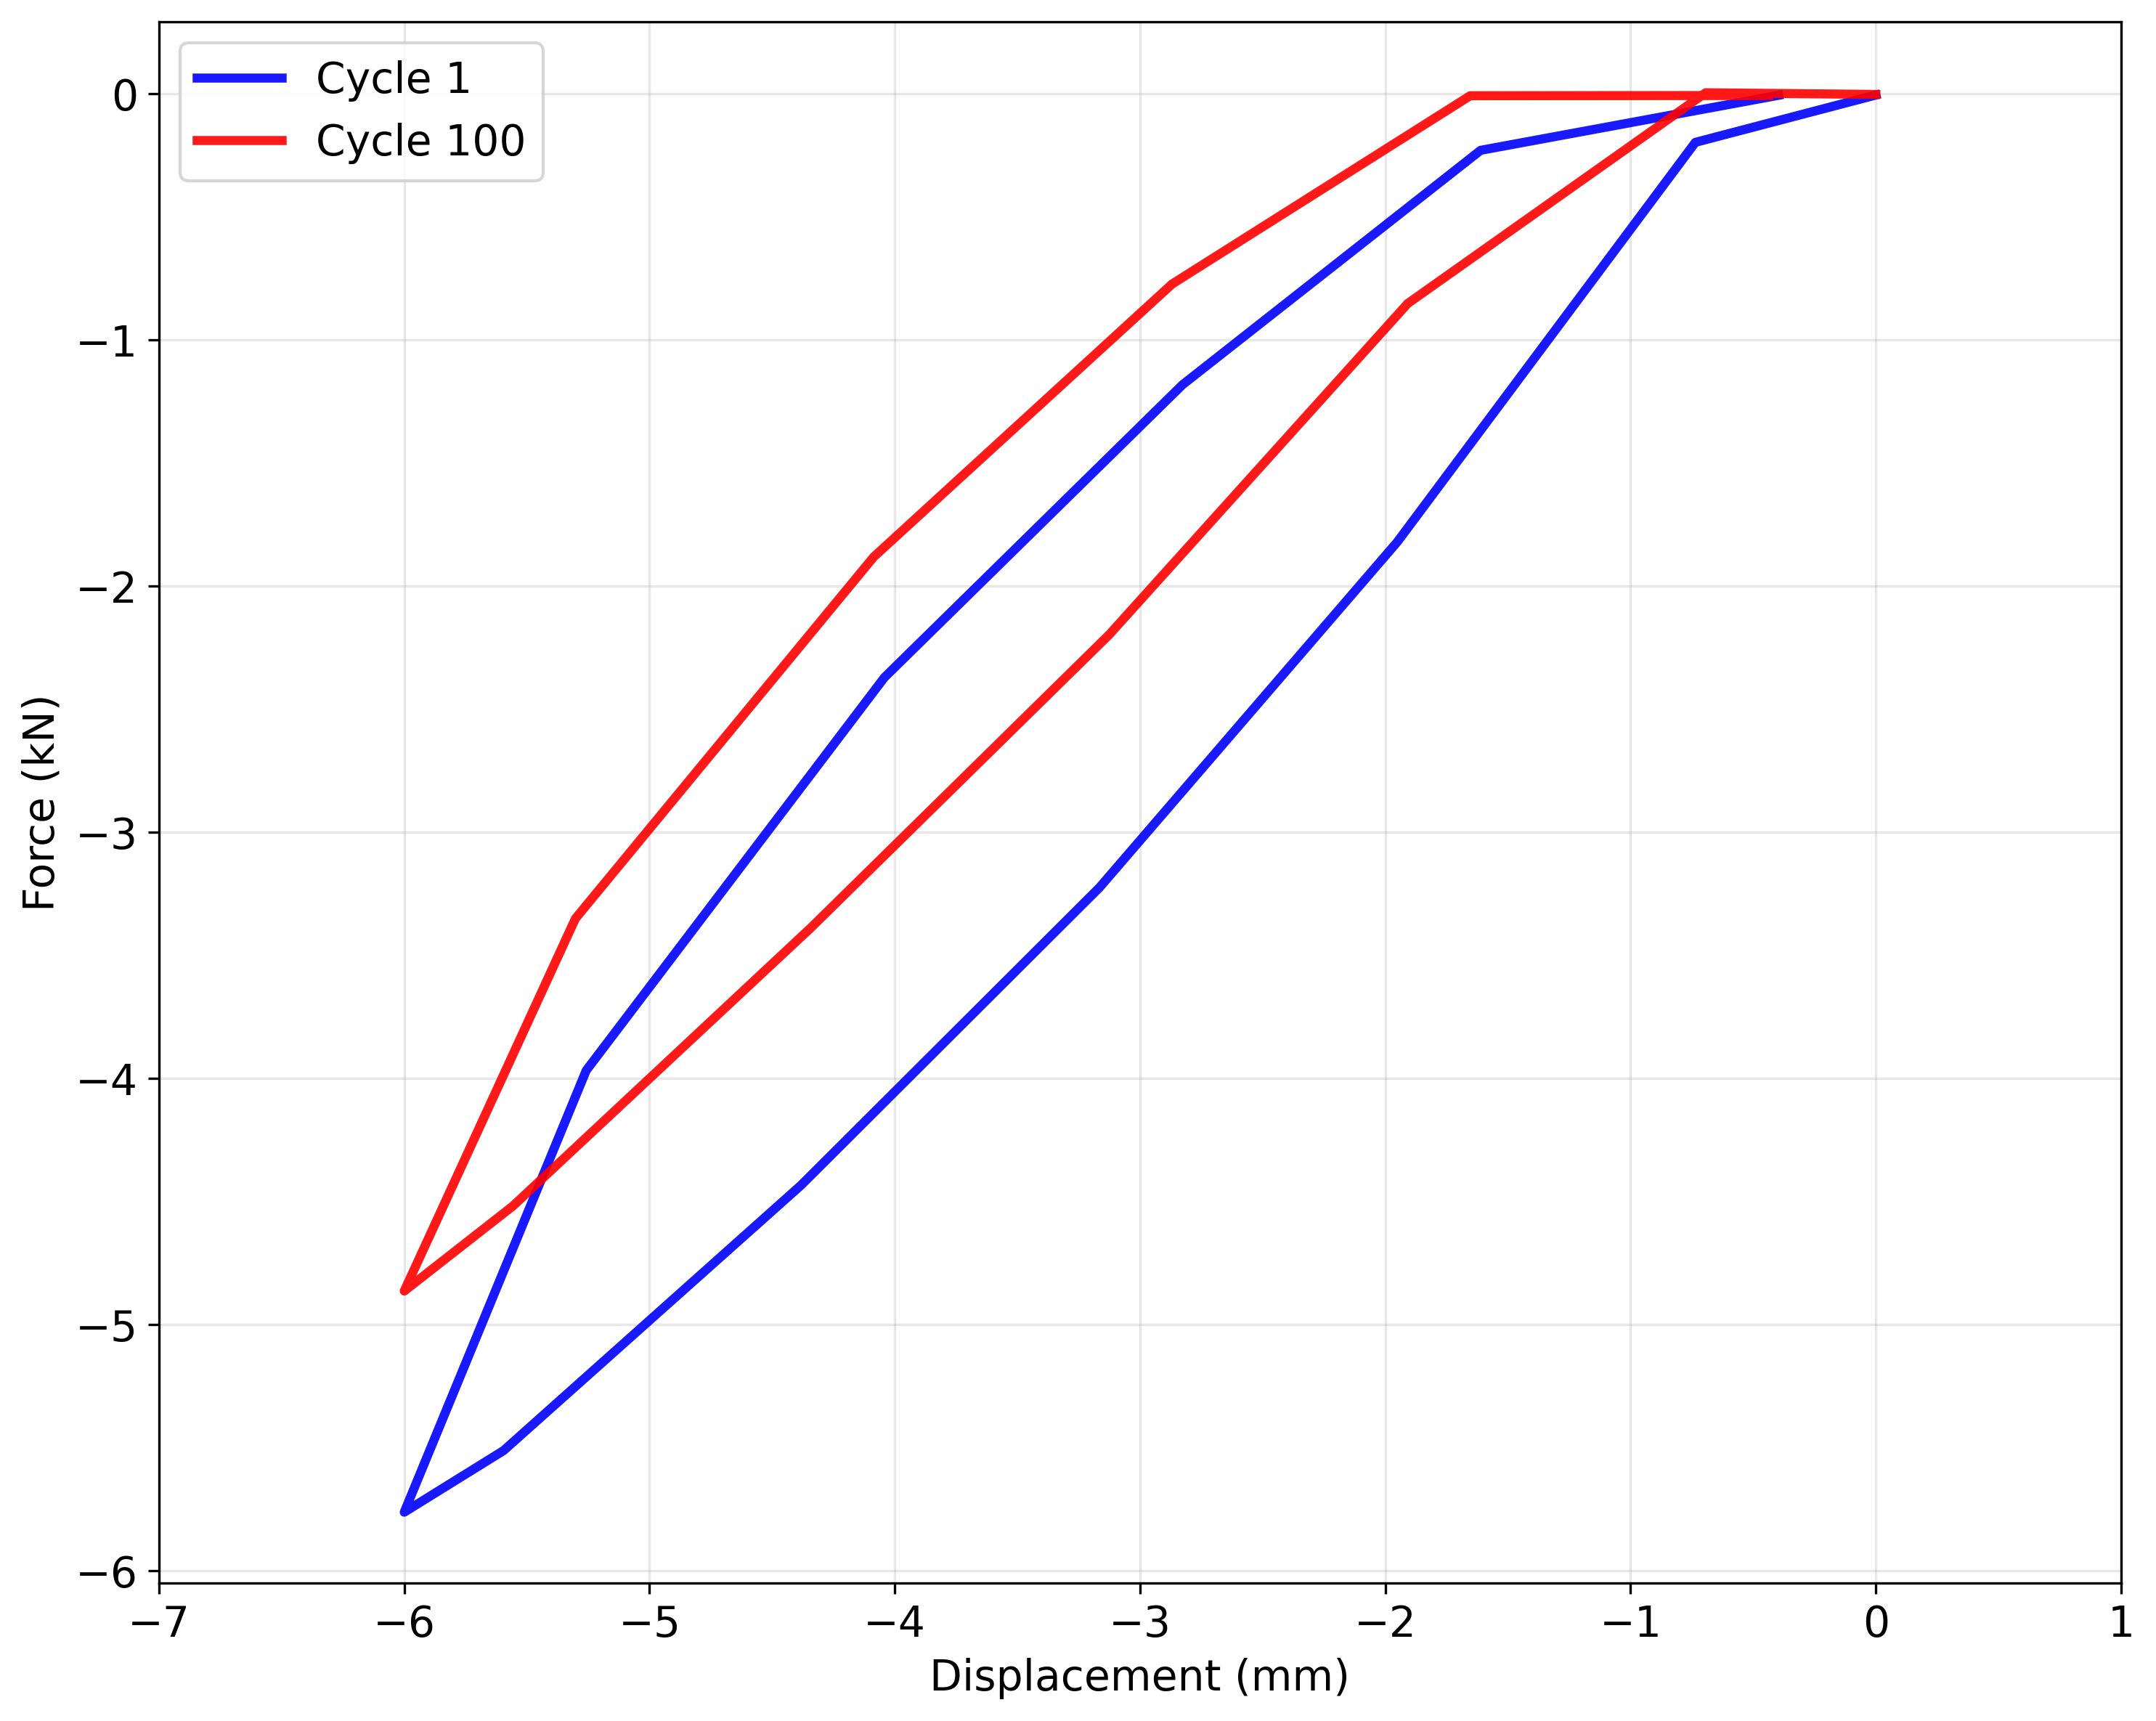 Cycle 1
Cycle 100
0
−1
−2
−3
−4
−5
−6
Force (kN)
−7 −6 −5 −4 −3 −2 −1 0 1
Displacement (mm)